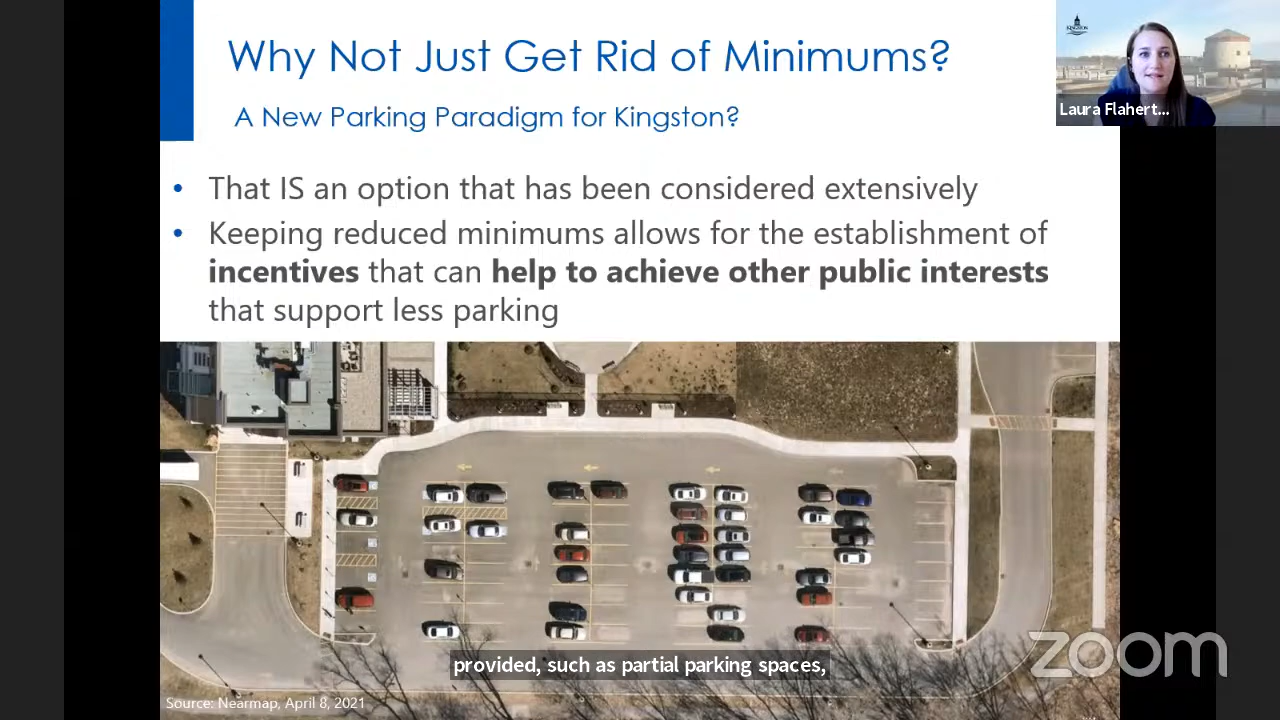 Why Not Just Get Rid of Minimums?
A New Parking Paradigm for Kingston?
KINGSTON
Laura Flahert...
• That IS an option that has been considered extensively
• Keeping reduced minimums allows for the establishment of
incentives that can help to achieve other public interests
that support less parking
provided, such as partial parking spaces,
zoom
Source: Nearmap, April 8, 2021